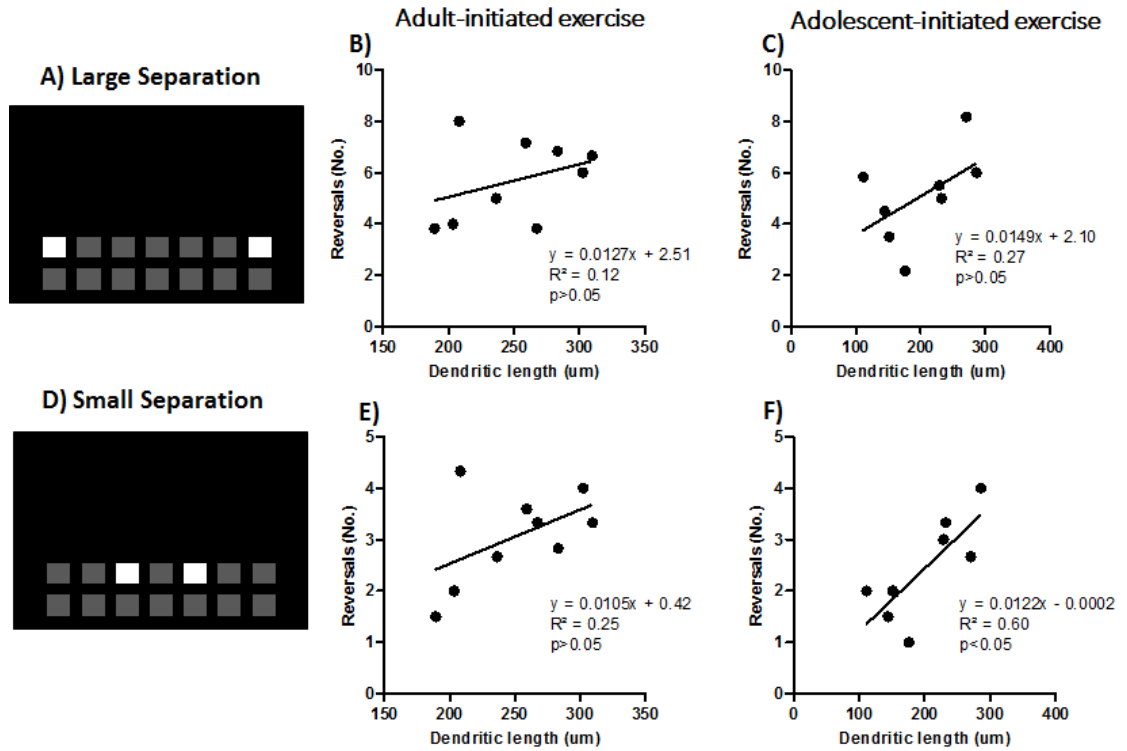 Adult-initiated exercise
Adolescent-initiated exercise
A) Large Separation
B)
10
8
6
4
2
0
Reversals (No.)
y = 0.0127x + 2.51
R² = 0.12
p>0.05
150 200 250 300 350
Dendritic length (um)
C)
10
8
6
4
2
0
Reversals (No.)
y = 0.0149x + 2.10
R² = 0.27
p>0.05
0 100 200 300 400
Dendritic length (um)
D) Small Separation
E)
5
4
3
2
1
0
Reversals (No.)
y = 0.0105x + 0.42
R² = 0.25
p>0.05
150 200 250 300 350
Dendritic length (um)
F)
5
4
3
2
1
0
Reversals (No.)
y = 0.0122x - 0.0002
R² = 0.60
p<0.05
0 100 200 300 400
Dendritic length (um)